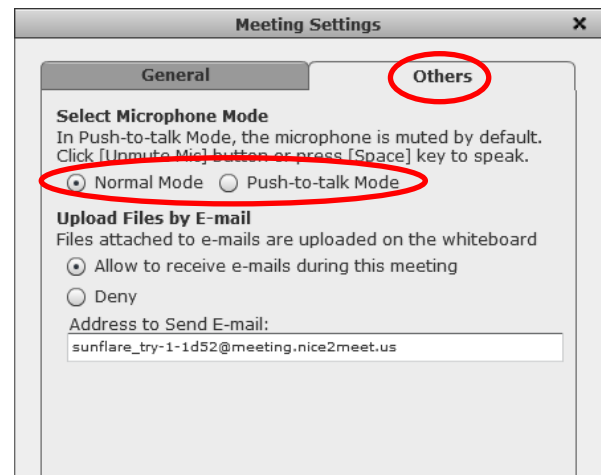 Meeting Settings
General
Others
Select Microphone Mode
In Push-to-talk Mode, the microphone is muted by default.
Click [Unmute Mic] button or press [Space] key to speak.
Normal Mode Push-to-talk Mode
Upload Files by E-mail
Files attached to e-mails are uploaded on the whiteboard
Allow to receive e-mails during this meeting
Deny
Address to Send E-mail:
sunflare_try-1-1d52@meeting.nice2meet.us